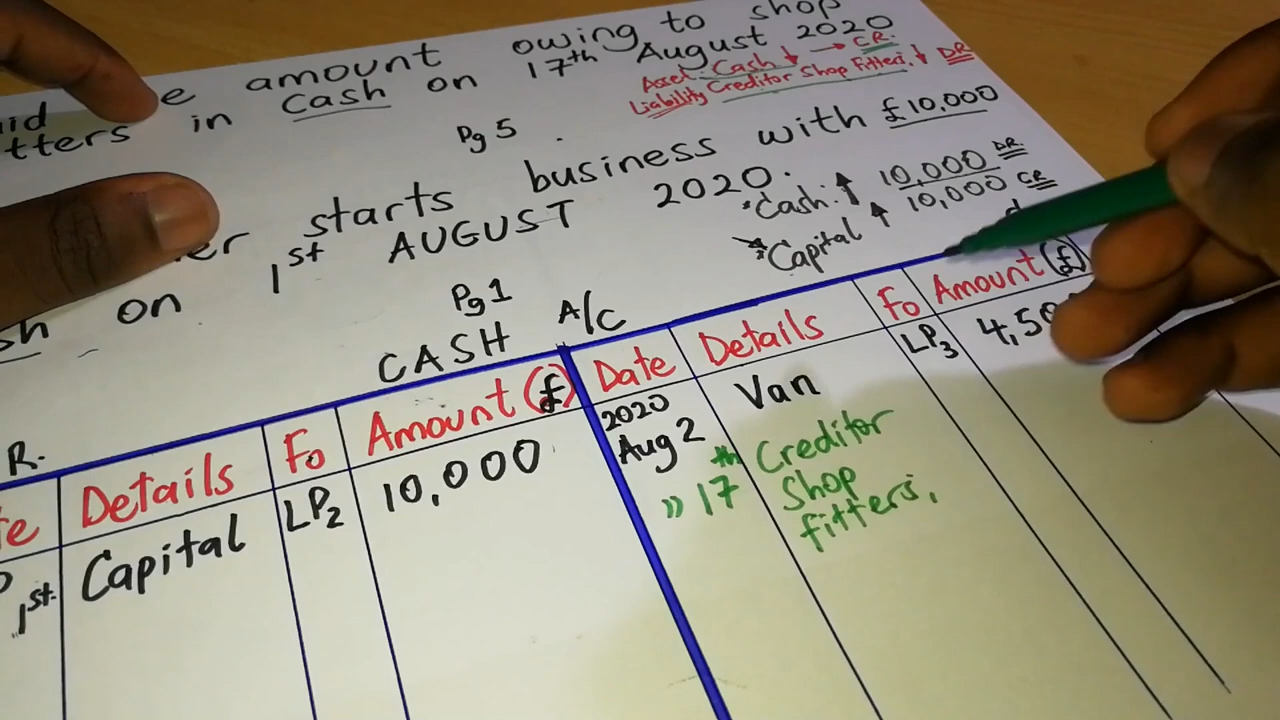 amount owing to shop
in Cash on 17th August 2020
Asset: Cash ↓ → CR.
Liability Creditor Shop Fitters. ↓ DR
Pg 5
starts business with £10,000
on 1st AUGUST 2020.
Cash: ↑ 10,000 DR
Capital ↑ 10,000 CR
Pg 1
CASH A/C
R.
Details Fo Amount (£) Date Details Fo Amount (£)
1st Capital LP2 10,000 2020 Aug 2 Van LP3
" 17th Creditor Shop fitters.